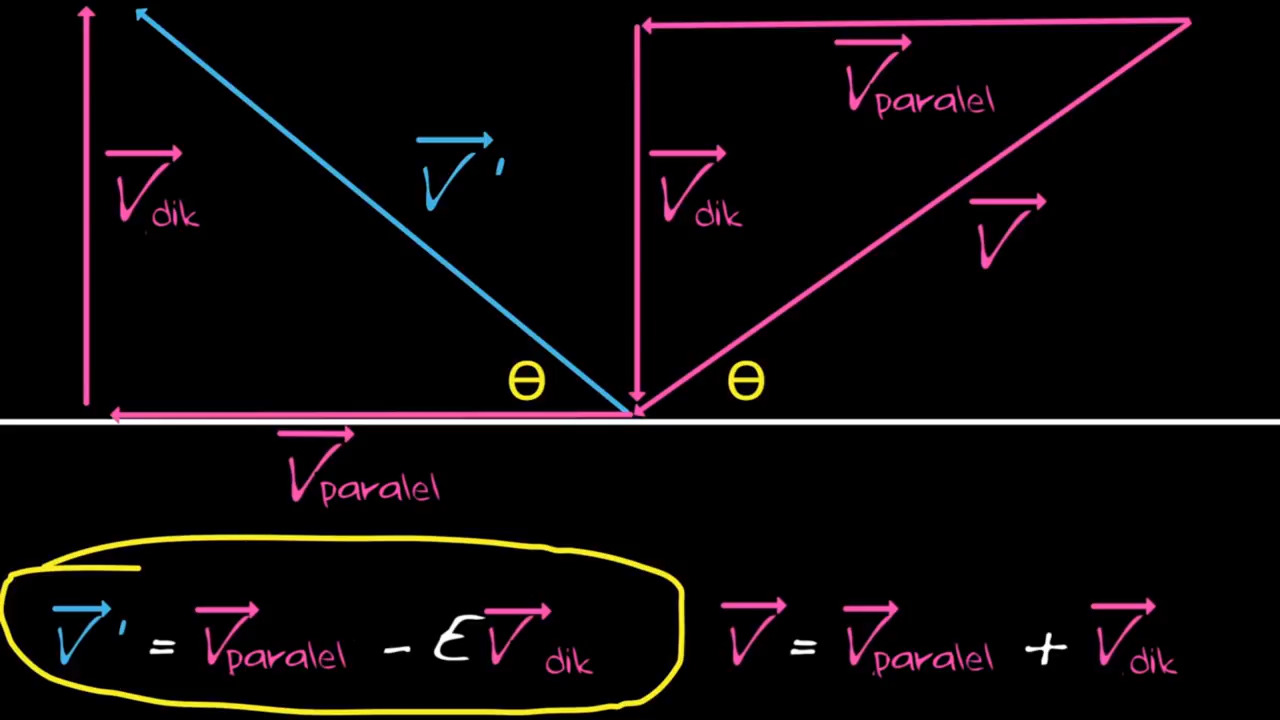 V paralel
V dik
V '
V dik
V
θ
θ
V paralel
V ' = V paralel - ε V dik
V = V paralel + V dik